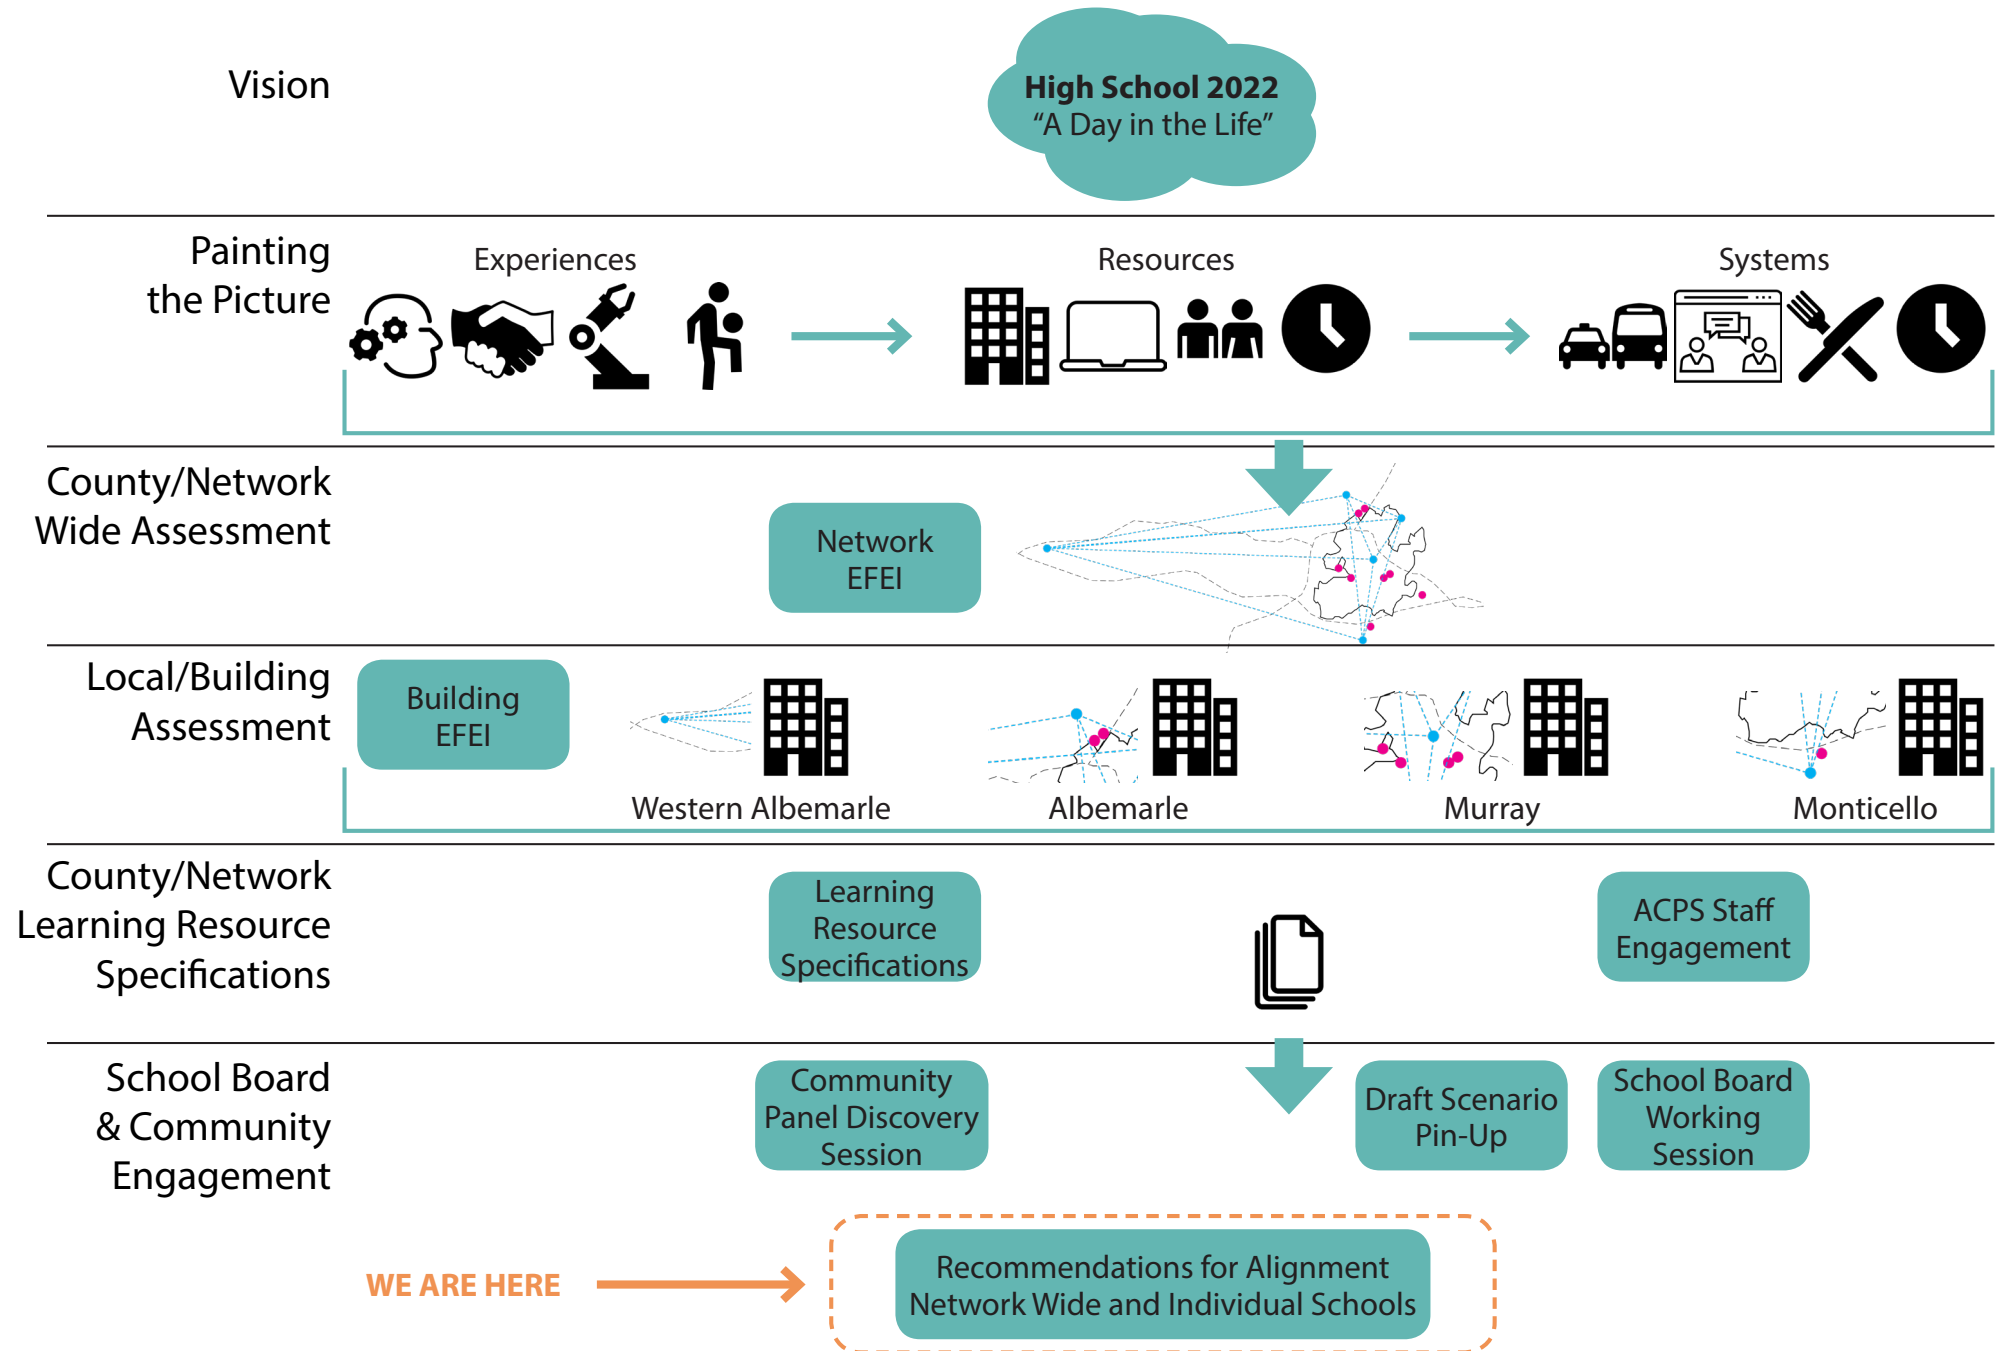 Vision
High School 2022
“A Day in the Life”
Painting
the Picture
Experiences
Resources
Systems
County/Network
Wide Assessment
Network
EFEI
Local/Building
Assessment
Building
EFEI
Western Albemarle
Albemarle
Murray
Monticello
County/Network
Learning Resource
Specifications
Learning
Resource
Specifications
ACPS Staff
Engagement
School Board
& Community
Engagement
Community
Panel Discovery
Session
Draft Scenario
Pin-Up
School Board
Working
Session
WE ARE HERE
Recommendations for Alignment
Network Wide and Individual Schools